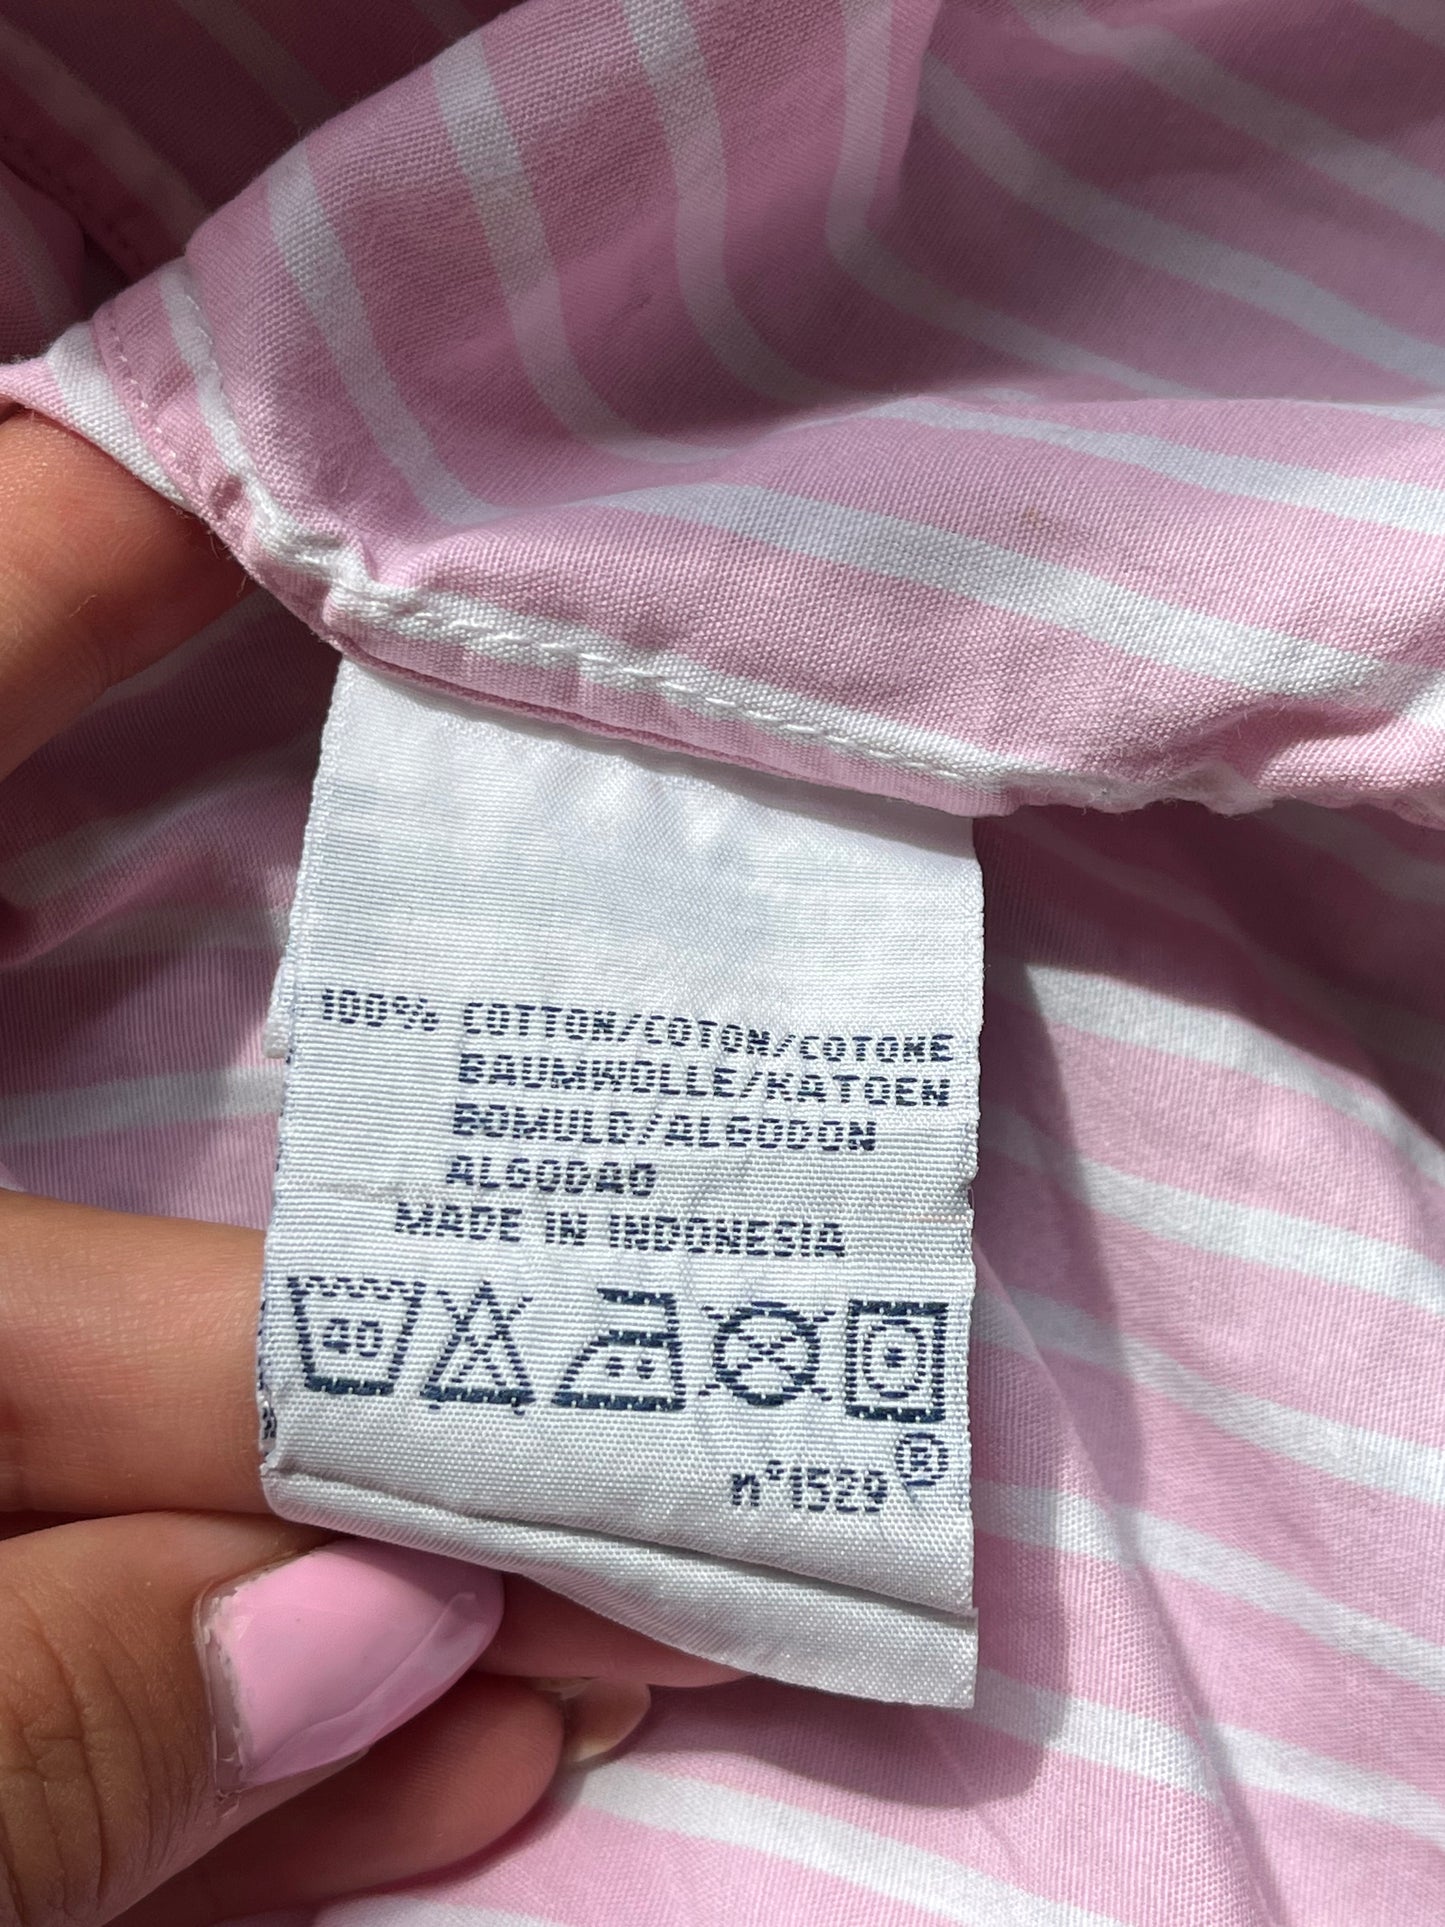 100% COTTON/COTON/COTONE
BAUMWOLLE/KATOEN
BOMULD/ALGODON
ALGODAO
MADE IN INDONESIA
40
n°1529 ®